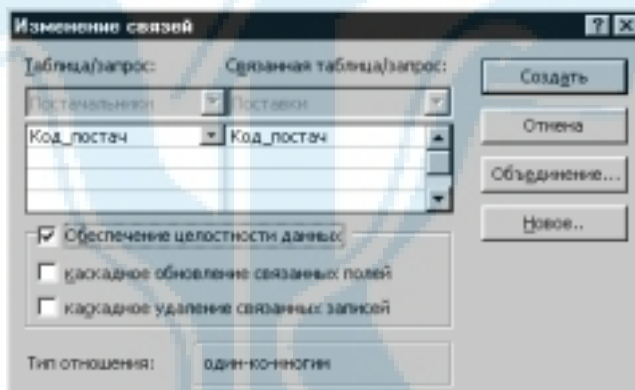 Изменение связей
Таблица/запрос: Связанная таблица/запрос:
Создать
Постачальники Поставки
Отмена
Код_постач Код_постач
Объединение...
Новое..
Обеспечение целостности данных
каскадное обновление связанных полей
каскадное удаление связанных записей
Тип отношения: один-ко-многим